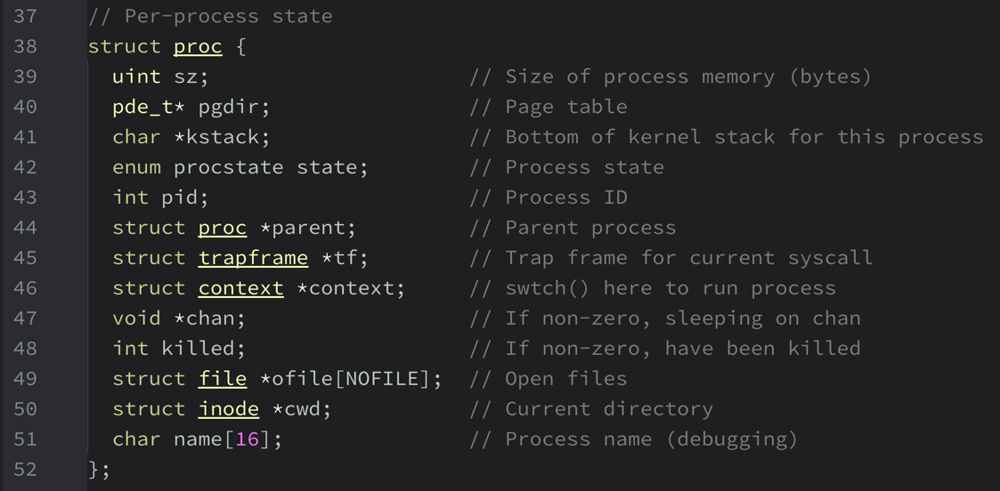 37 // Per-process state
38 struct proc {
39   uint sz;                     // Size of process memory (bytes)
40   pde_t* pgdir;                // Page table
41   char *kstack;                // Bottom of kernel stack for this process
42   enum procstate state;        // Process state
43   int pid;                     // Process ID
44   struct proc *parent;         // Parent process
45   struct trapframe *tf;        // Trap frame for current syscall
46   struct context *context;     // swtch() here to run process
47   void *chan;                  // If non-zero, sleeping on chan
48   int killed;                  // If non-zero, have been killed
49   struct file *ofile[NOFILE];  // Open files
50   struct inode *cwd;           // Current directory
51   char name[16];               // Process name (debugging)
52 };